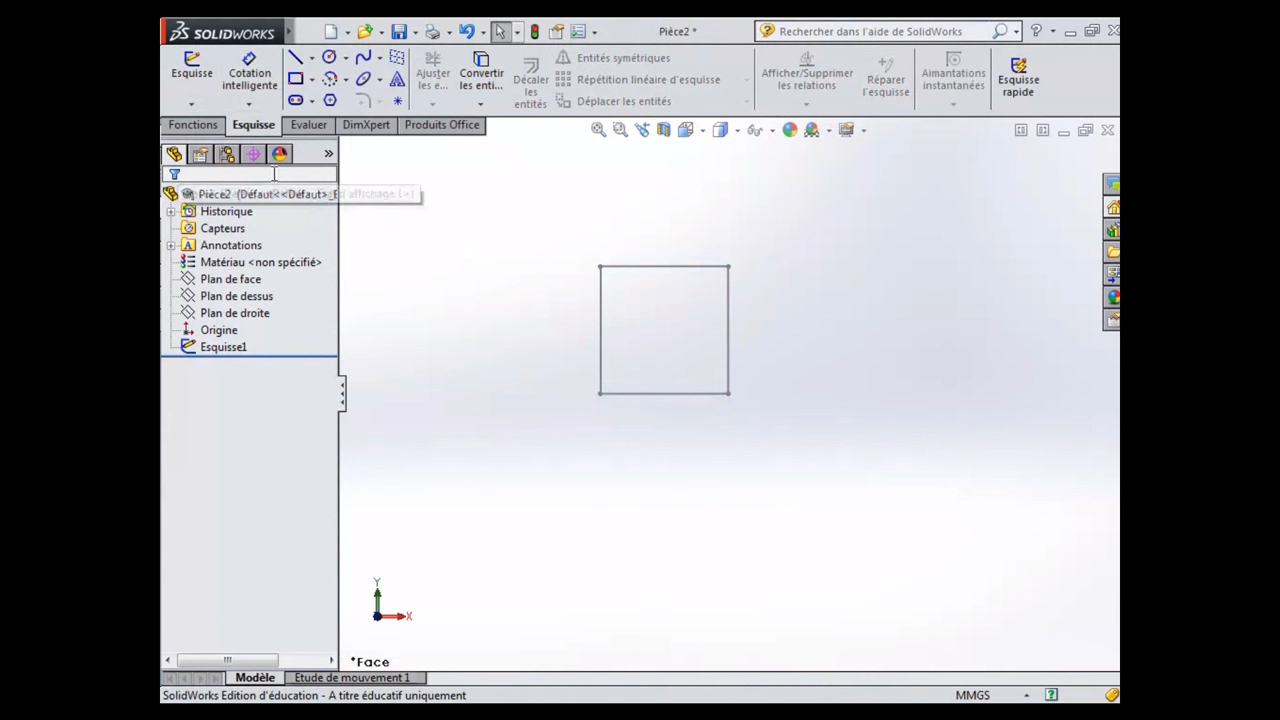 SOLIDWORKS
Pièce2 *
Rechercher dans l'aide de SolidWorks
Esquisse
Cotation intelligente
Ajuster les e...
Convertir les enti...
Décaler les entités
Entités symétriques
Répétition linéaire d'esquisse
Déplacer les entités
Afficher/Supprimer les relations
Réparer l'esquisse
Aimantations instantanées
Esquisse rapide
Fonctions
Esquisse
Evaluer
DimXpert
Produits Office
Pièce2 (Défaut<<Défaut>_E
affichage
Historique
Capteurs
Annotations
Matériau <non spécifié>
Plan de face
Plan de dessus
Plan de droite
Origine
Esquisse1
Y
X
*Face
Modèle
Etude de mouvement 1
SolidWorks Edition d'éducation - A titre éducatif uniquement
MMGS